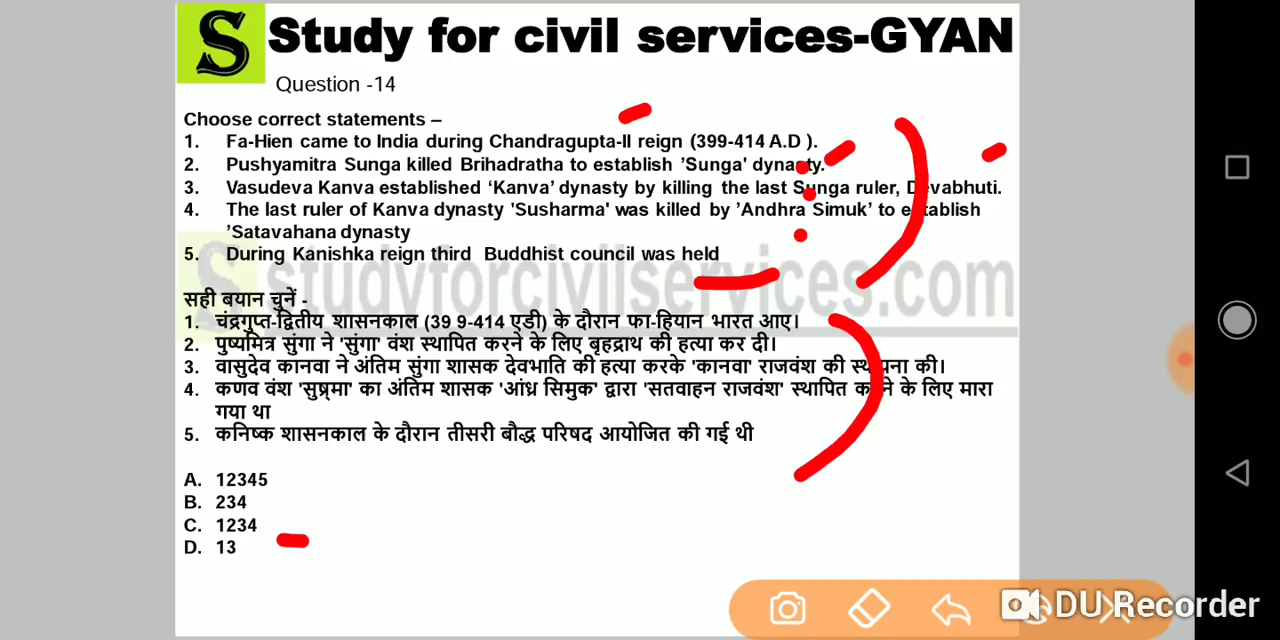 S Study for civil services-GYAN
Question -14
Choose correct statements –
1. Fa-Hien came to India during Chandragupta-II reign (399-414 A.D ).
2. Pushyamitra Sunga killed Brihadratha to establish ’Sunga' dynasty.
3. Vasudeva Kanva established ‘Kanva’ dynasty by killing the last Sunga ruler, Devabhuti.
4. The last ruler of Kanva dynasty 'Susharma' was killed by ’Andhra Simuk’ to establish
’Satavahana dynasty
5. During Kanishka reign third Buddhist council was held
studyforcivilservices.com
सही बयान चुनें -
1. चंद्रगुप्त-द्वितीय शासनकाल (39 9-414 एडी) के दौरान फा-हियान भारत आए।
2. पुष्यमित्र सुंगा ने 'सुंगा' वंश स्थापित करने के लिए बृहद्राथ की हत्या कर दी।
3. वासुदेव कानवा ने अंतिम सुंगा शासक देवभाति की हत्या करके 'कानवा' राजवंश की स्थापना की।
4. कणव वंश 'सुश्र्मा' का अंतिम शासक 'आंध्र सिमुक' द्वारा 'सतवाहन राजवंश' स्थापित करने के लिए मारा
गया था
5. कनिष्क शासनकाल के दौरान तीसरी बौद्ध परिषद आयोजित की गई थी
A. 12345
B. 234
C. 1234
D. 13
DU Recorder